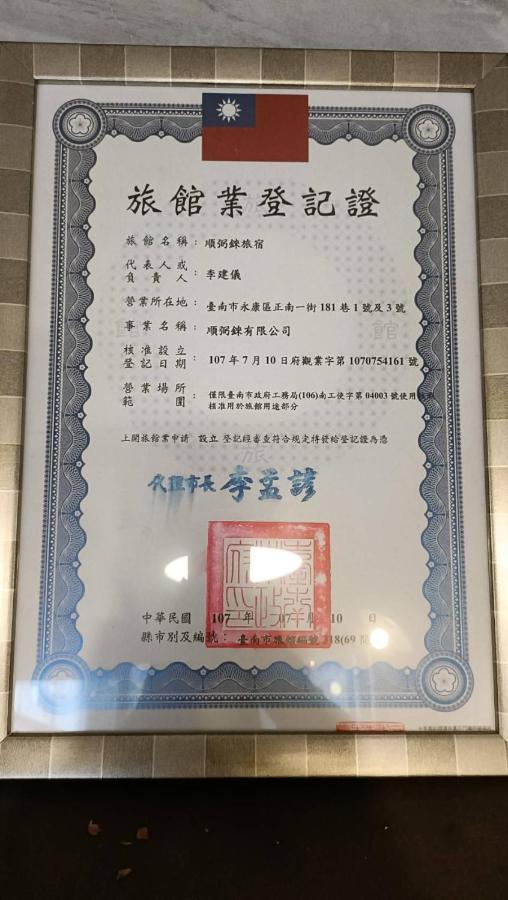 旅館業登記證
旅館名稱：順弼錸旅宿
代表人或
負責人：李建儀
營業所在地：臺南市永康區正南一街181巷1號及3號
事業名稱：順弼錸有限公司
核准設立
登記日期：107年7月10日府觀業字第1070754161號
營業場所
範圍：僅限臺南市政府工務局(106)南工使字第04003號使用執照
核准用於旅館用途部分
上開旅館業申請 設立 登記經審查符合規定特發給登記證為憑
代理市長 李孟諺
中華民國 107 年 07 月 10 日
縣市別及編號：臺南市旅館編號318(69 間